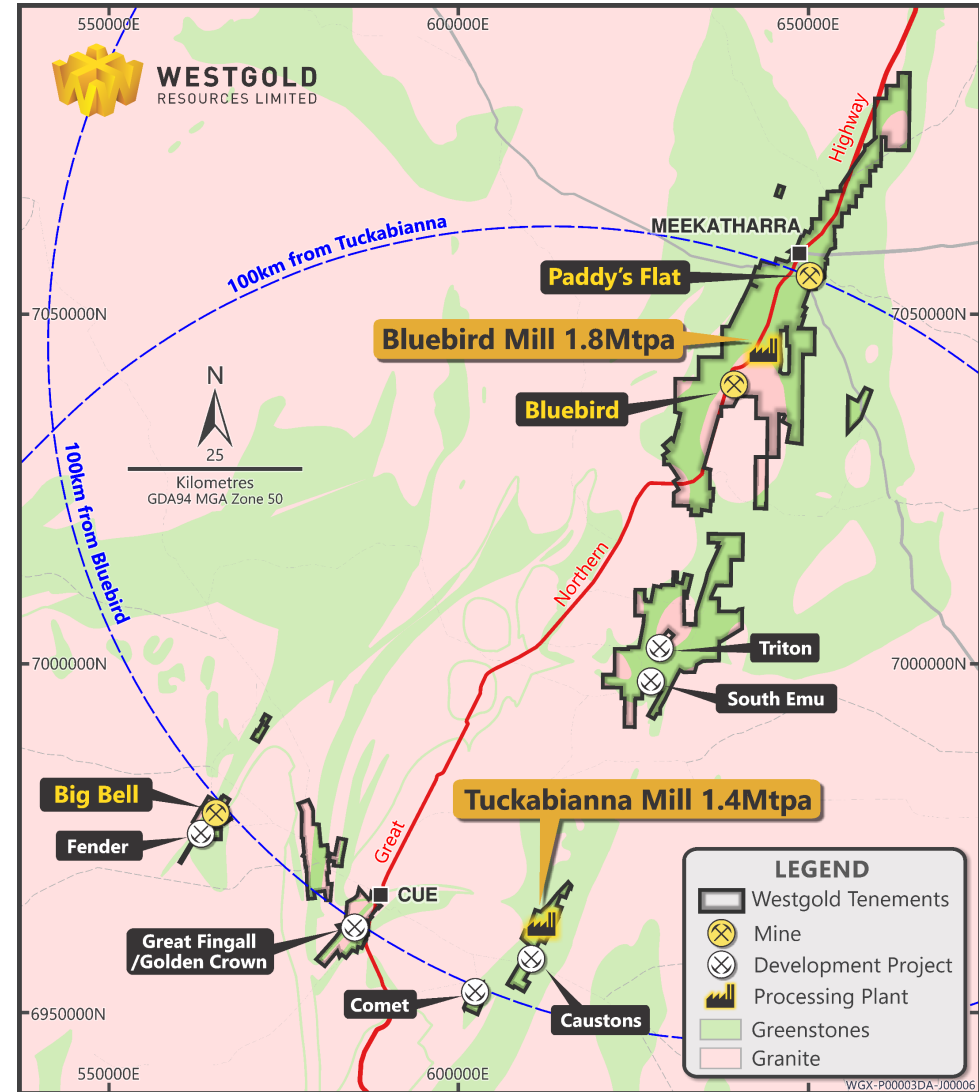 550000E
600000E
650000E
WESTGOLD
RESOURCES LIMITED
Highway
MEEKATHARRA
100km from Tuckabianna
Paddy's Flat
7050000N
7050000N
Bluebird Mill 1.8Mtpa
N
Bluebird
25
Kilometres
GDA94 MGA Zone 50
100km from Bluebird
Northern
Triton
7000000N
7000000N
South Emu
Big Bell
Tuckabianna Mill 1.4Mtpa
Fender
Great
CUE
Great Fingall
/Golden Crown
Comet
Caustons
6950000N
LEGEND
Westgold Tenements
Mine
Development Project
Processing Plant
Greenstones
Granite
550000E
600000E
WGX-P00003DA-J00006